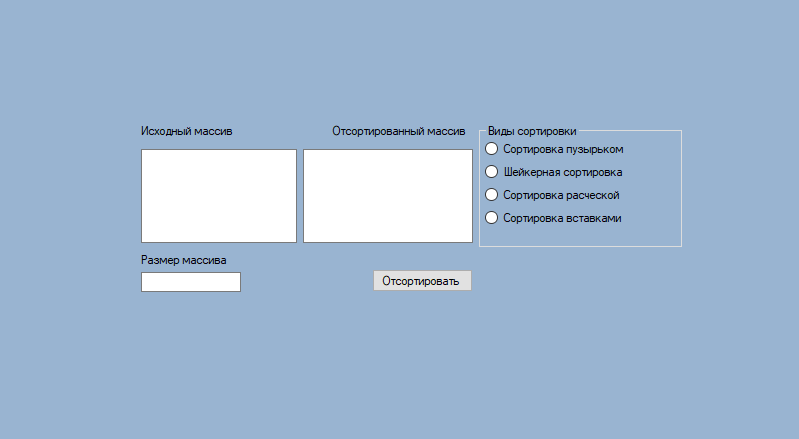 Исходный массив
Отсортированный массив
Виды сортировки
Сортировка пузырьком
Шейкерная сортировка
Сортировка расческой
Сортировка вставками
Размер массива
Отсортировать